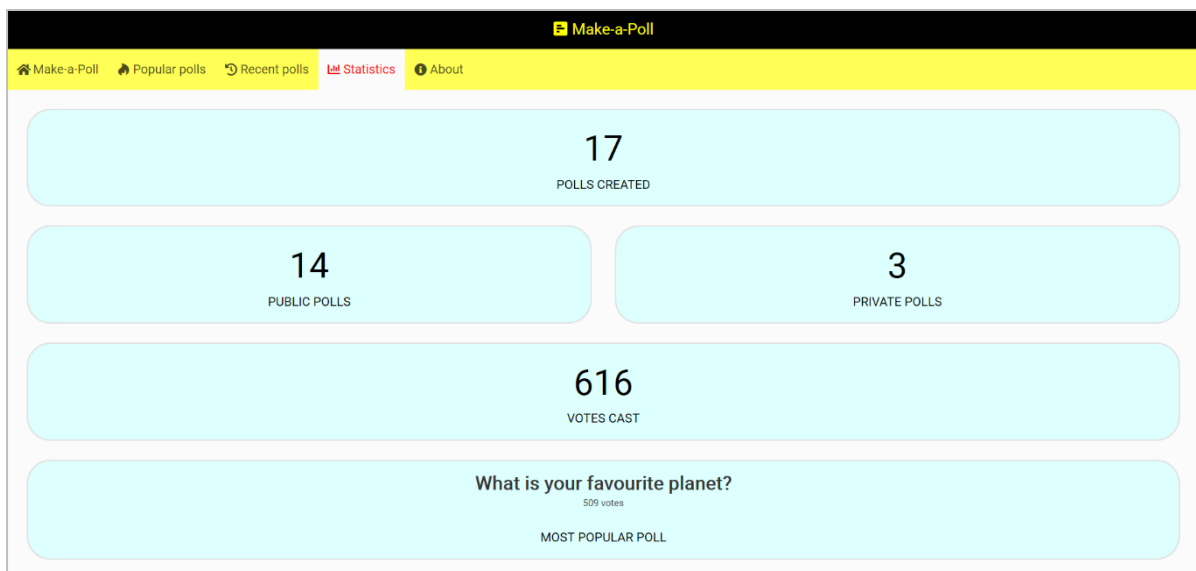 Make-a-Poll
Make-a-Poll Popular polls Recent polls Statistics About
17
POLLS CREATED
14
PUBLIC POLLS
3
PRIVATE POLLS
616
VOTES CAST
What is your favourite planet?
509 votes
MOST POPULAR POLL